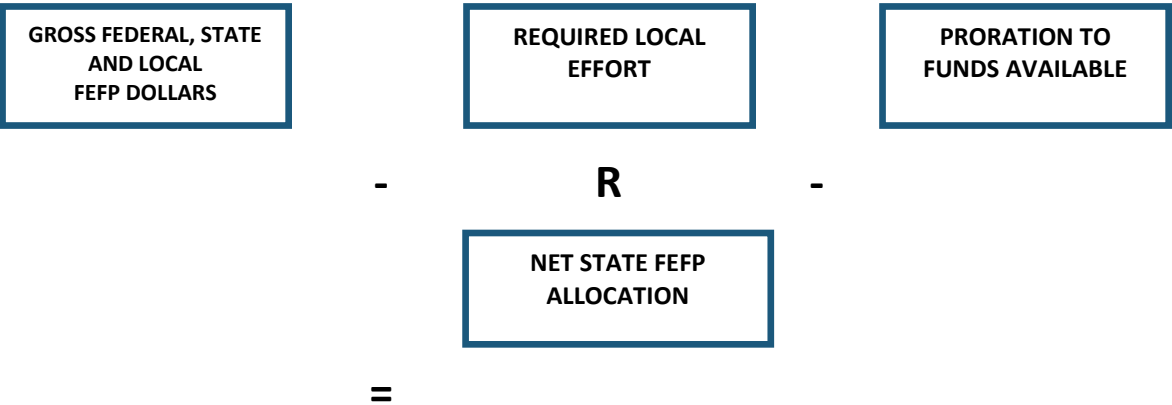 GROSS FEDERAL, STATE
AND LOCAL
FEFP DOLLARS
REQUIRED LOCAL
EFFORT
PRORATION TO
FUNDS AVAILABLE
- R -
NET STATE FEFP
ALLOCATION
=